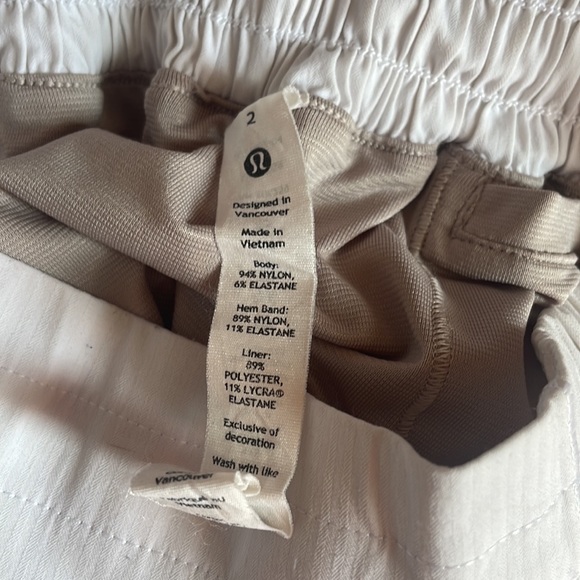 2
Designed in
Vancouver
Made in
Vietnam
Body:
94% NYLON,
6% ELASTANE
Hem Band:
89% NYLON,
11% ELASTANE
Liner:
89%
POLYESTER,
11% LYCRA®
ELASTANE
Exclusive of
decoration
Wash with like
Vancouver
Vietnam